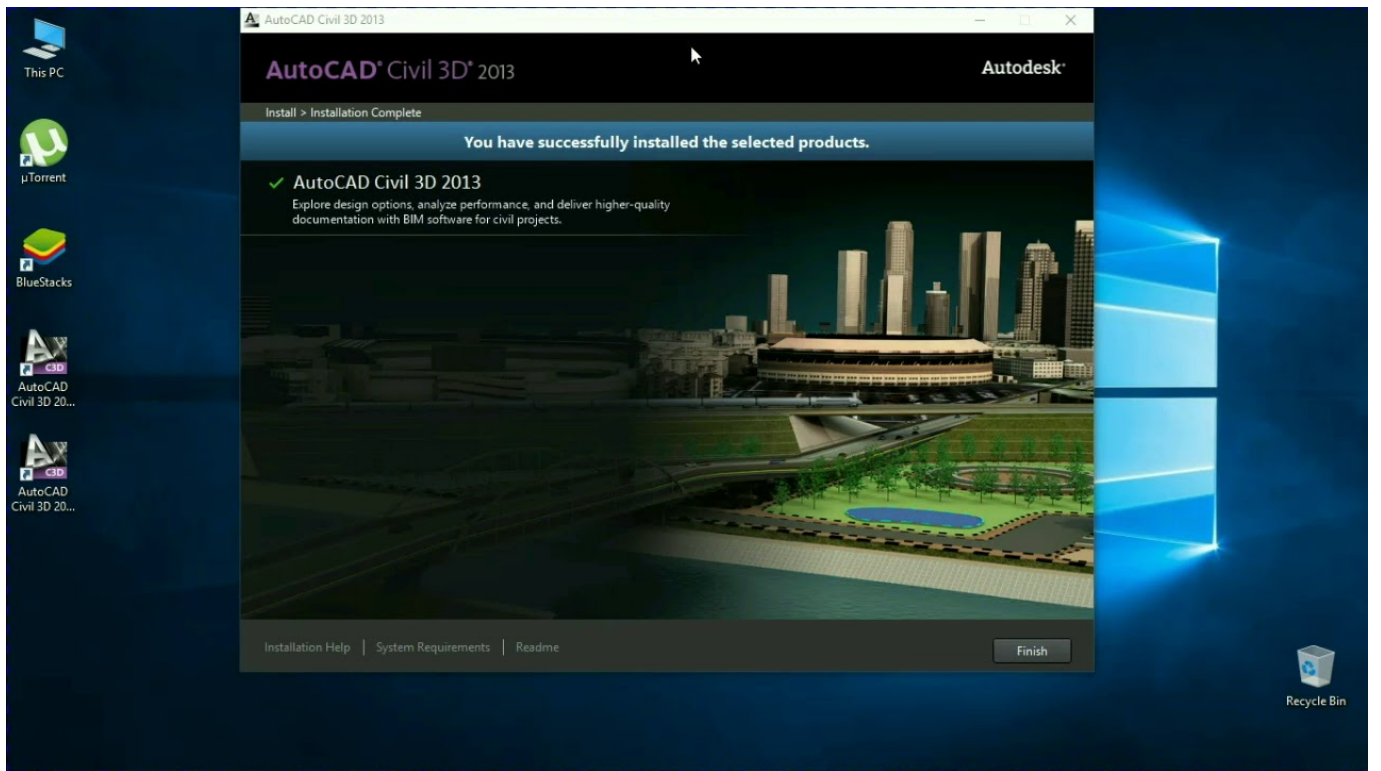 This PC
µTorrent
BlueStacks
AutoCAD
Civil 3D 20...
AutoCAD
Civil 3D 20...
AutoCAD Civil 3D 2013
AutoCAD® Civil 3D® 2013
Autodesk®
Install > Installation Complete
You have successfully installed the selected products.
AutoCAD Civil 3D 2013
Explore design options, analyze performance, and deliver higher-quality
documentation with BIM software for civil projects.
Installation Help | System Requirements | Readme
Finish
Recycle Bin
C3D
C3D